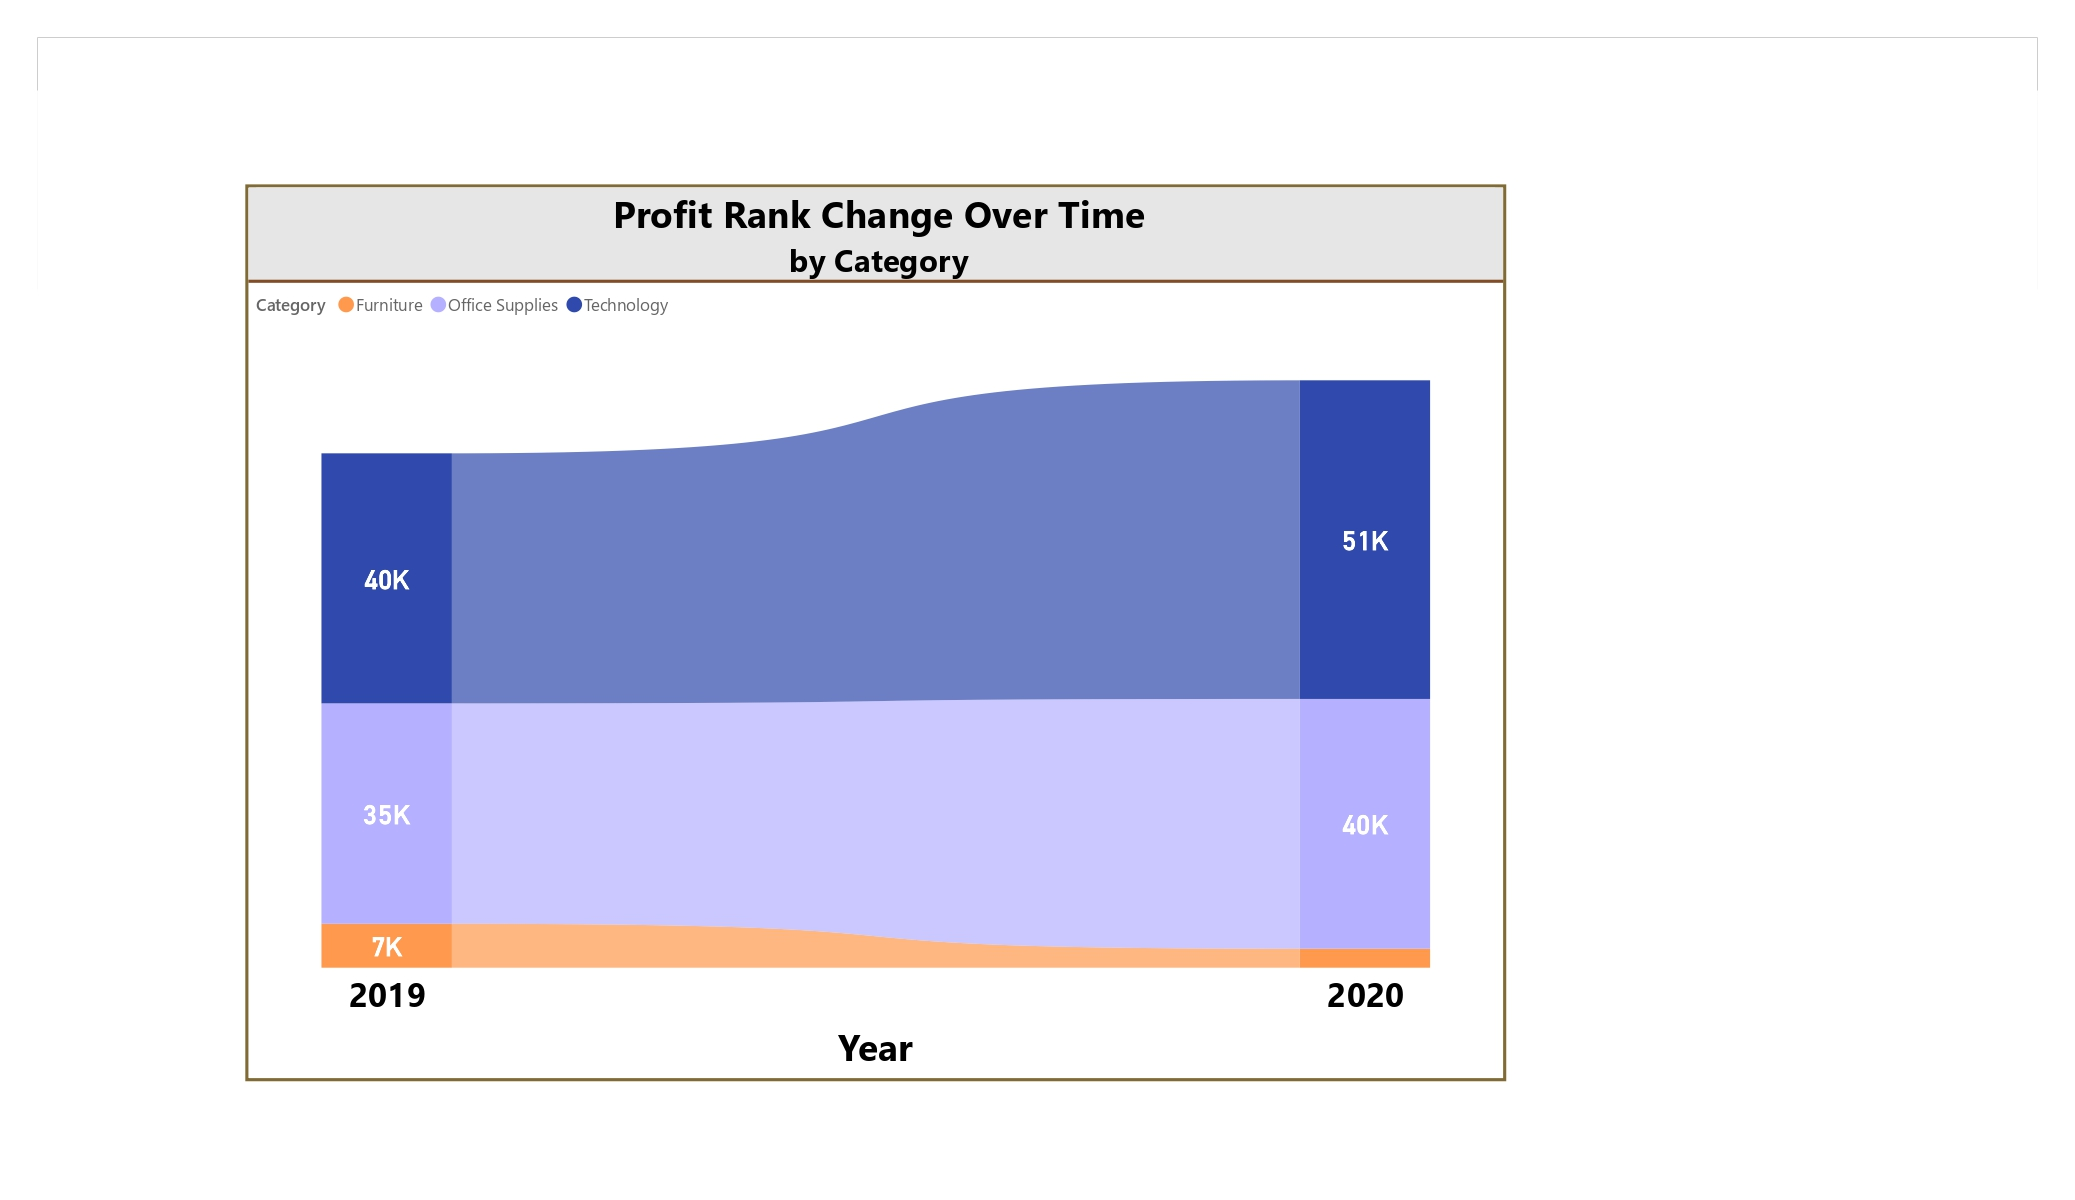 Profit Rank Change Over Time
by Category
Category Furniture Office Supplies Technology
40K
51K
35K
40K
7K
2019
2020
Year